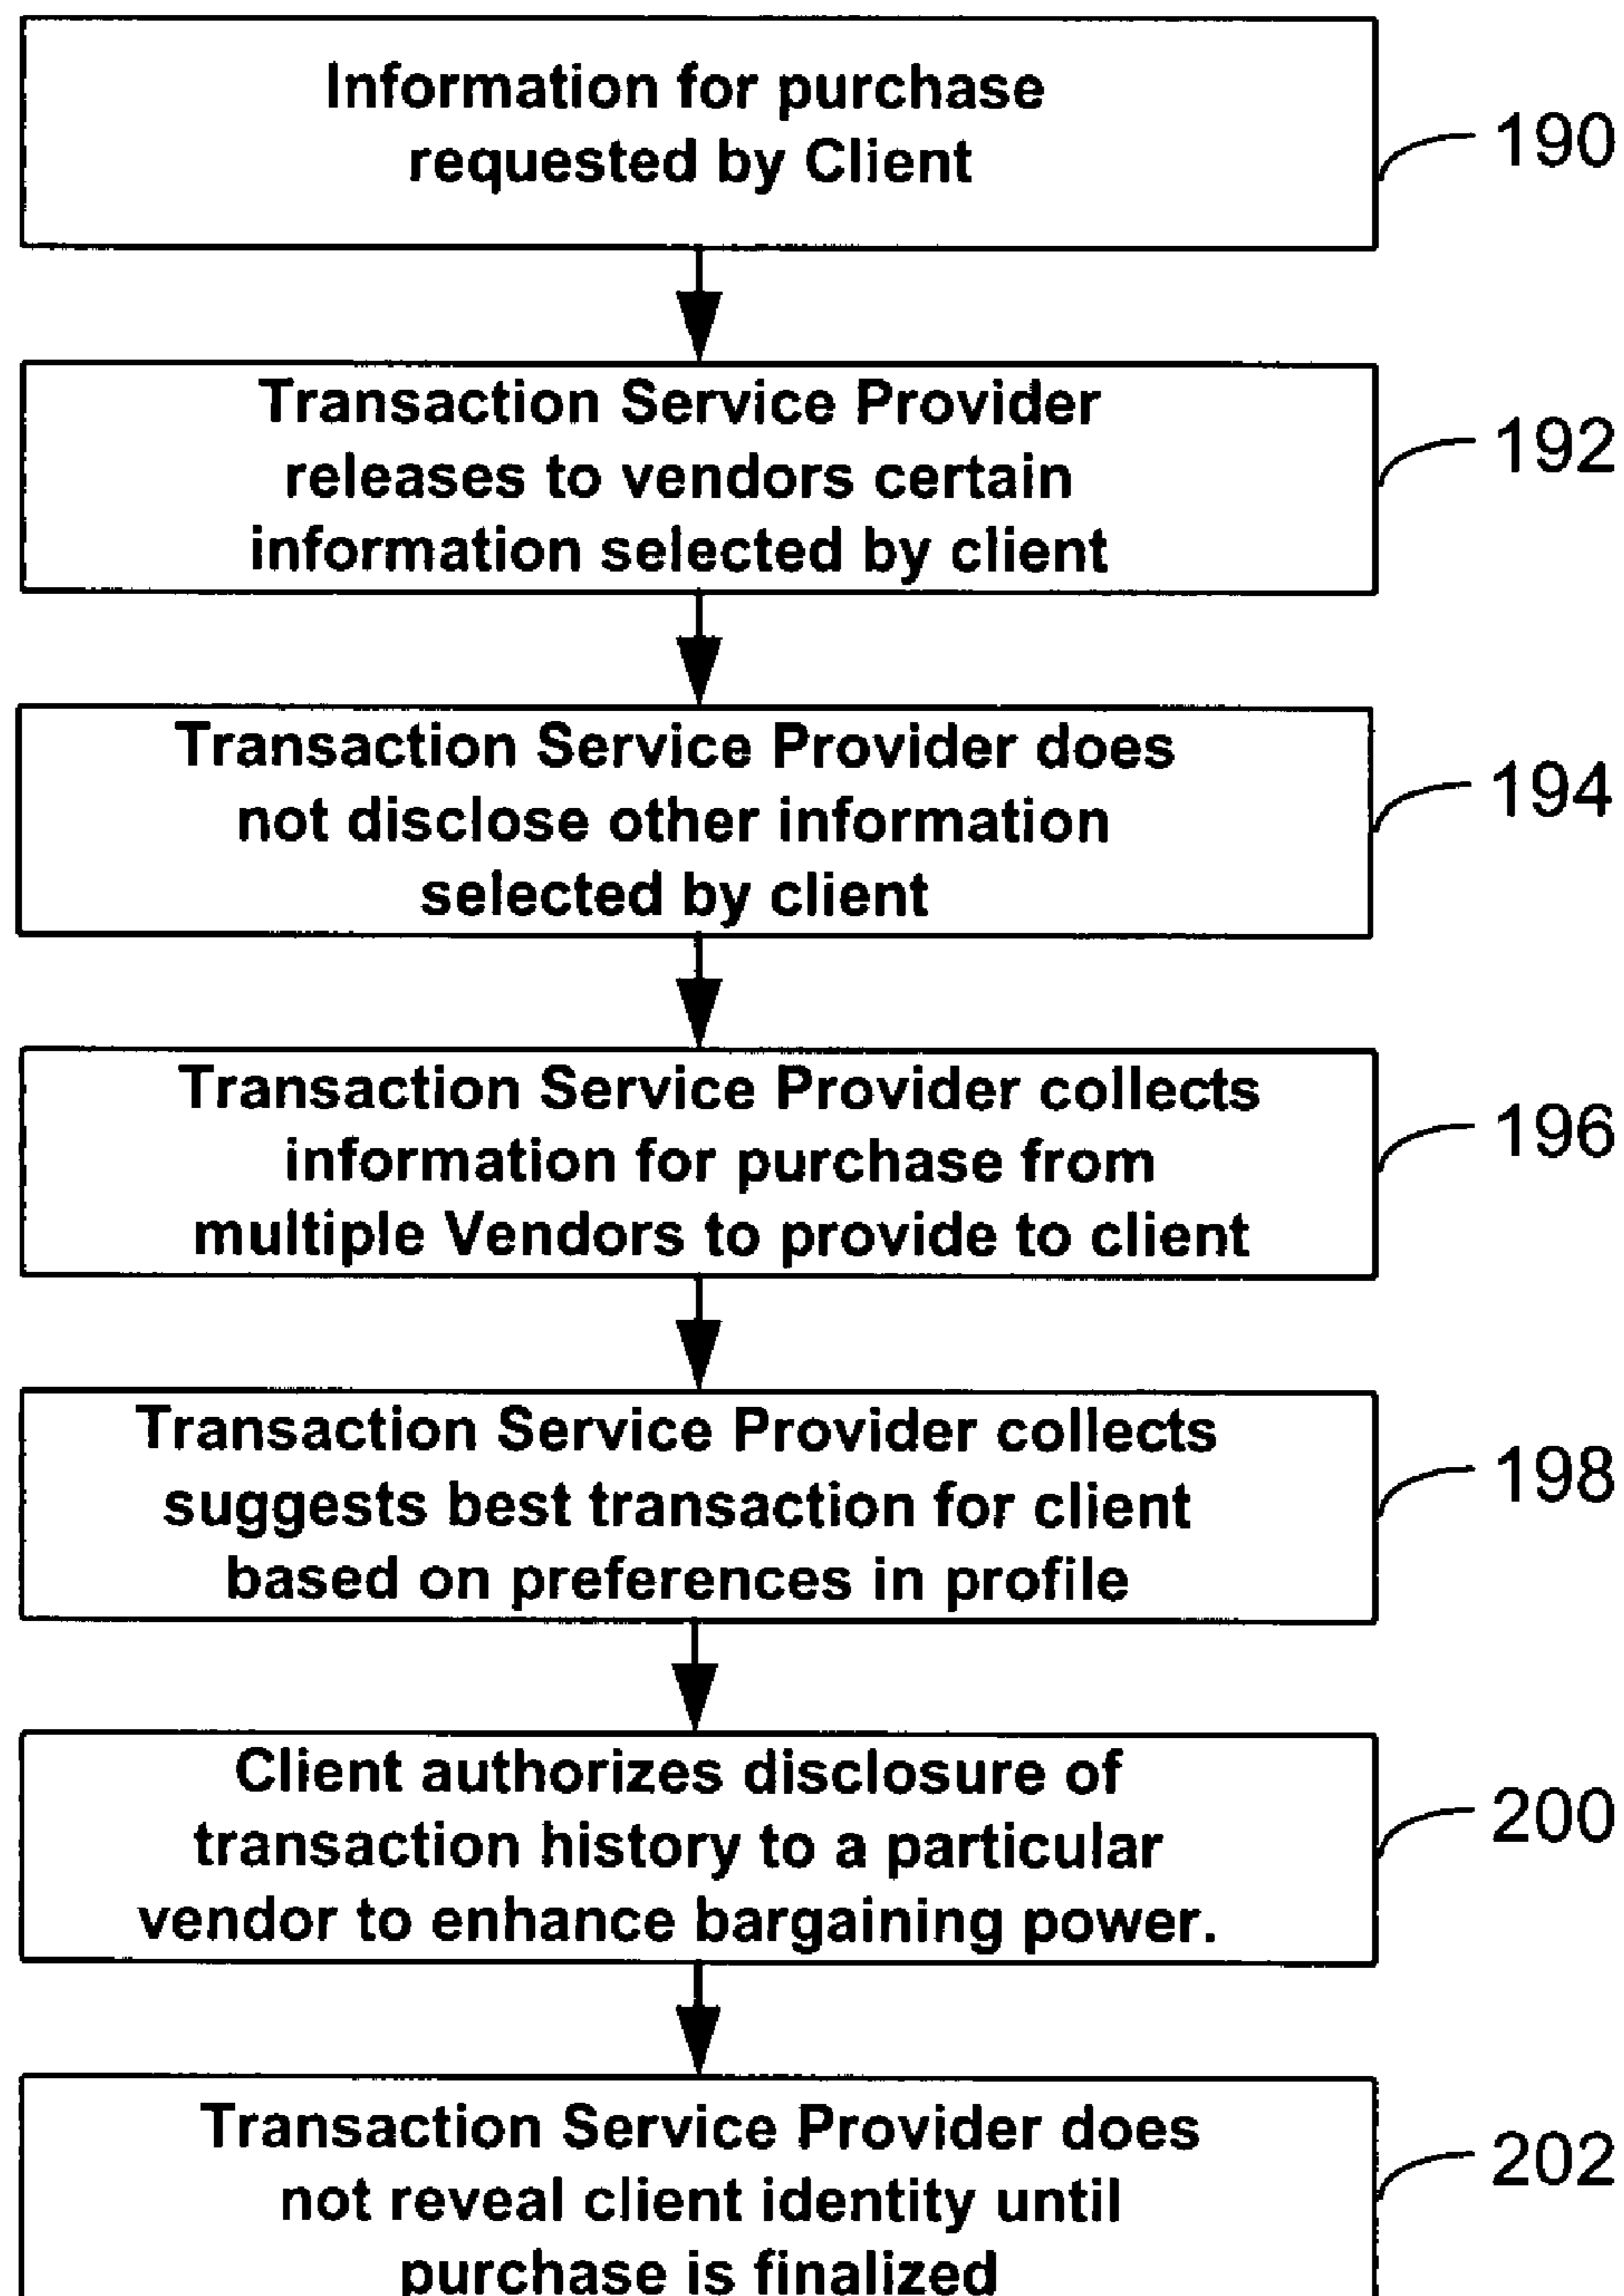 Information for purchase
requested by Client
190
Transaction Service Provider
releases to vendors certain
information selected by client
192
Transaction Service Provider does
not disclose other information
selected by client
194
Transaction Service Provider collects
information for purchase from
multiple Vendors to provide to client
196
Transaction Service Provider collects
suggests best transaction for client
based on preferences in profile
198
Client authorizes disclosure of
transaction history to a particular
vendor to enhance bargaining power.
200
Transaction Service Provider does
not reveal client identity until
purchase is finalized
202